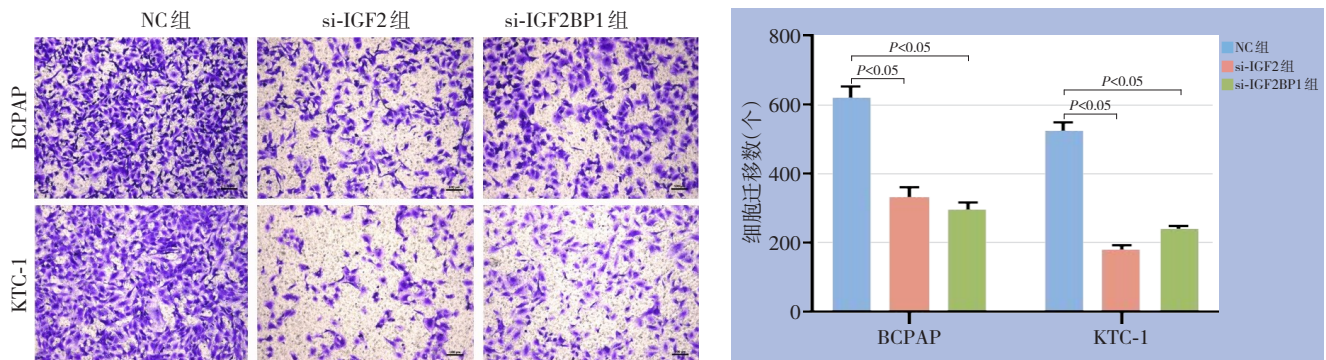 NC组 si-IGF2组 si-IGF2BP1组
BCPAP
KTC-1
800
600
400
200
0
细胞迁移数(个)
P<0.05
P<0.05
P<0.05
P<0.05
BCPAP KTC-1
NC组
si-IGF2组
si-IGF2BP1组